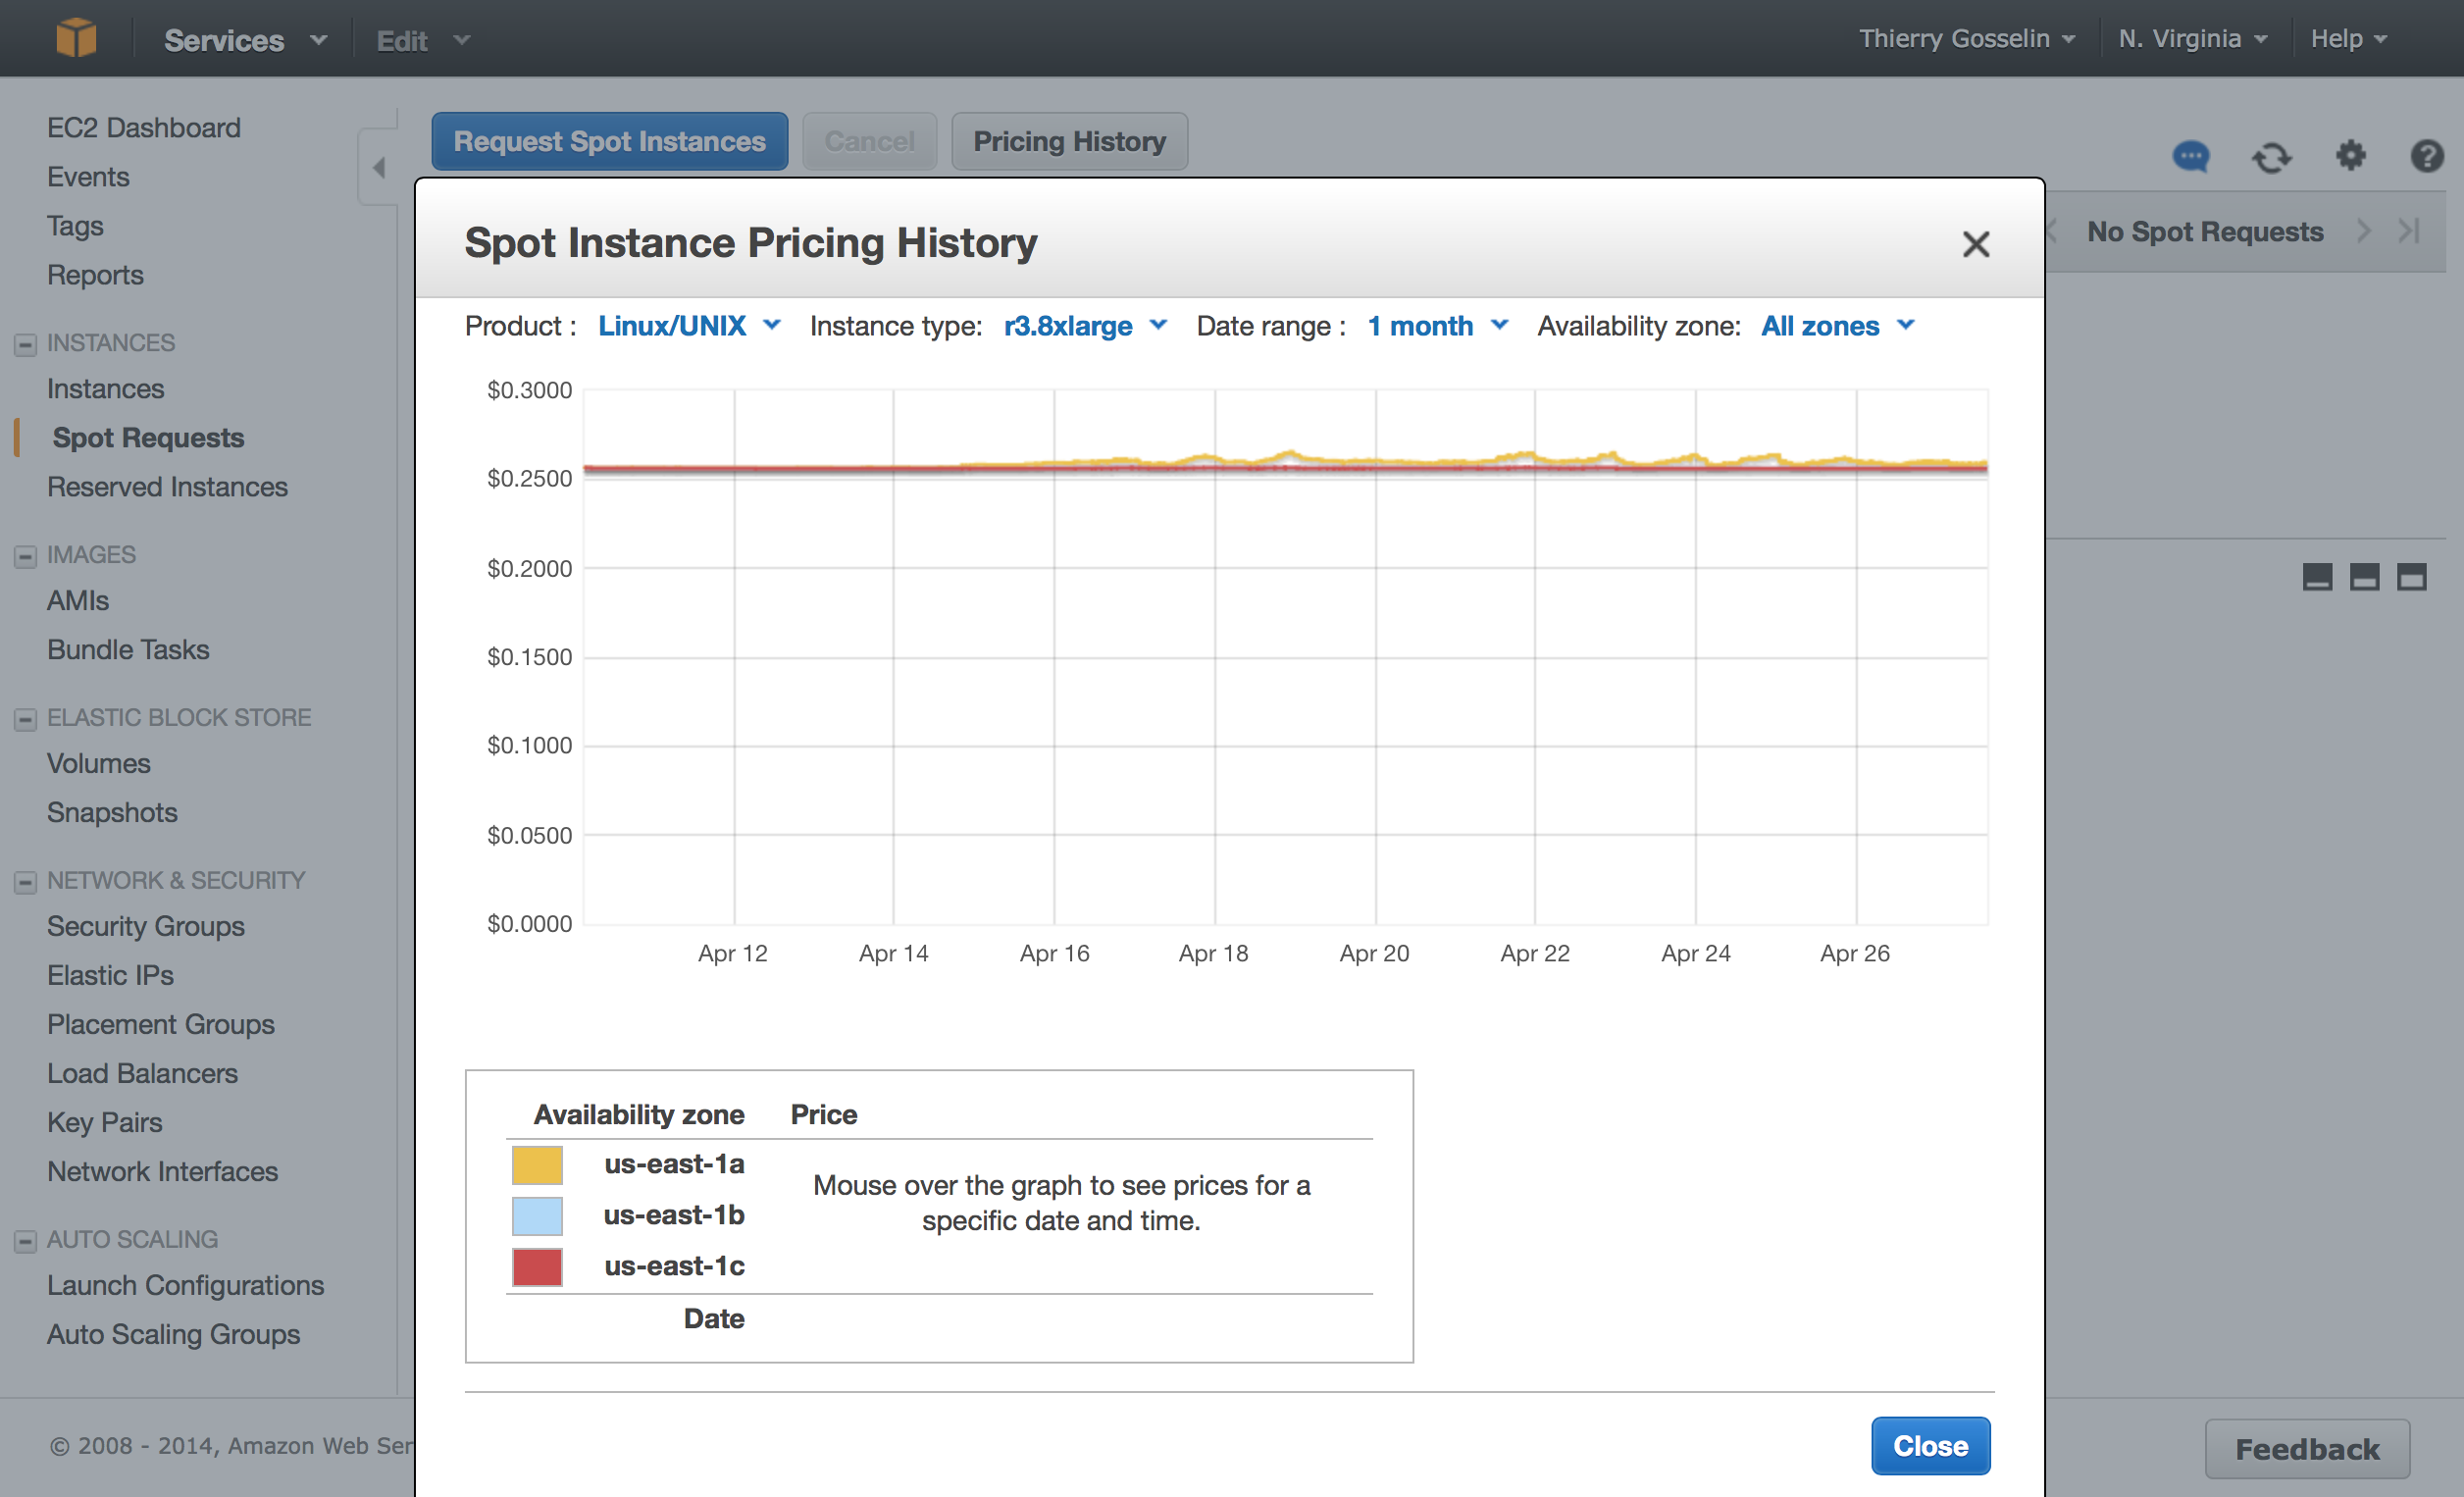 Services Edit Thierry Gosselin N. Virginia Help
EC2 Dashboard
Events
Tags
Reports
INSTANCES
Instances
Spot Requests
Reserved Instances
IMAGES
AMIs
Bundle Tasks
ELASTIC BLOCK STORE
Volumes
Snapshots
NETWORK & SECURITY
Security Groups
Elastic IPs
Placement Groups
Load Balancers
Key Pairs
Network Interfaces
AUTO SCALING
Launch Configurations
Auto Scaling Groups
Request Spot Instances Cancel Pricing History
No Spot Requests
Spot Instance Pricing History
Product : Linux/UNIX Instance type: r3.8xlarge Date range : 1 month Availability zone: All zones
$0.3000
$0.2500
$0.2000
$0.1500
$0.1000
$0.0500
$0.0000
Apr 12 Apr 14 Apr 16 Apr 18 Apr 20 Apr 22 Apr 24 Apr 26
Availability zone Price
us-east-1a
us-east-1b
us-east-1c
Mouse over the graph to see prices for a
specific date and time.
Date
Close
© 2008 - 2014, Amazon Web Ser
Feedback